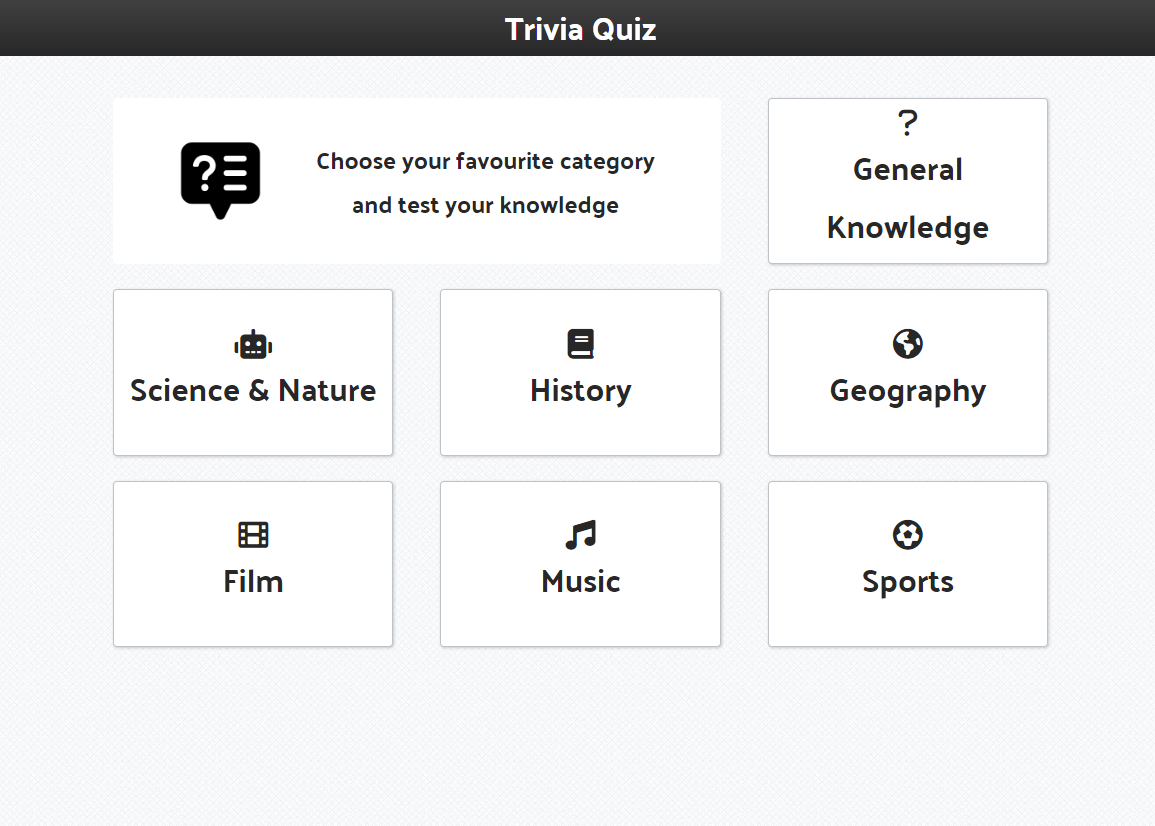 Trivia Quiz
Choose your favourite category
and test your knowledge
?
General
Knowledge
Science & Nature
History
Geography
Film
Music
Sports